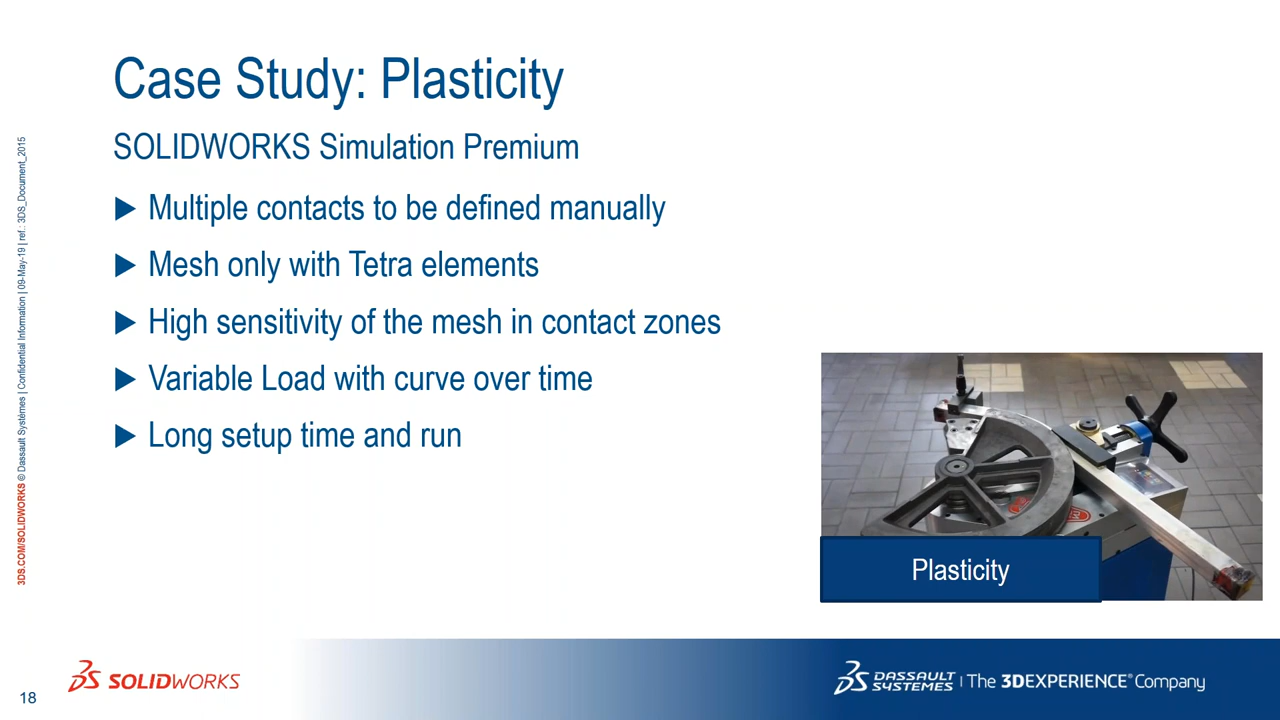 Case Study: Plasticity
SOLIDWORKS Simulation Premium
Multiple contacts to be defined manually
Mesh only with Tetra elements
High sensitivity of the mesh in contact zones
Variable Load with curve over time
Long setup time and run
Plasticity
3DS.COM/SOLIDWORKS © Dassault Systèmes | Confidential Information | 09-May-19 | ref.: 3DS_Document_2015
18
SOLIDWORKS
DASSAULT SYSTEMES | The 3DEXPERIENCE® Company